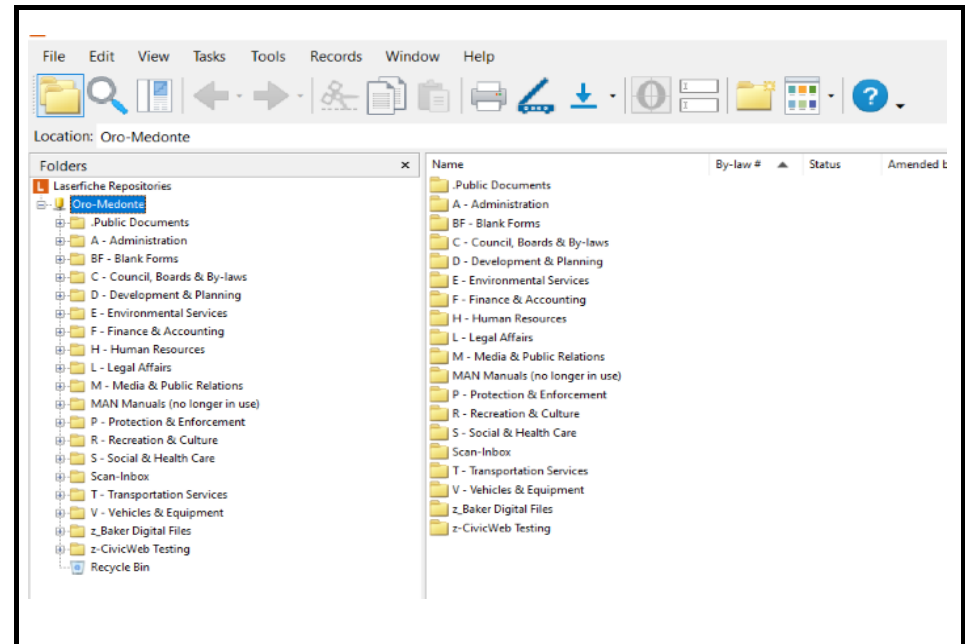 File Edit View Tasks Tools Records Window Help
Location: Oro-Medonte
Folders x
Laserfiche Repositories
Oro-Medonte
.Public Documents
A - Administration
BF - Blank Forms
C - Council, Boards & By-laws
D - Development & Planning
E - Environmental Services
F - Finance & Accounting
H - Human Resources
L - Legal Affairs
M - Media & Public Relations
MAN Manuals (no longer in use)
P - Protection & Enforcement
R - Recreation & Culture
S - Social & Health Care
Scan-Inbox
T - Transportation Services
V - Vehicles & Equipment
z_Baker Digital Files
z-CivicWeb Testing
Recycle Bin
Name By-law # Status Amended b
.Public Documents
A - Administration
BF - Blank Forms
C - Council, Boards & By-laws
D - Development & Planning
E - Environmental Services
F - Finance & Accounting
H - Human Resources
L - Legal Affairs
M - Media & Public Relations
MAN Manuals (no longer in use)
P - Protection & Enforcement
R - Recreation & Culture
S - Social & Health Care
Scan-Inbox
T - Transportation Services
V - Vehicles & Equipment
z_Baker Digital Files
z-CivicWeb Testing